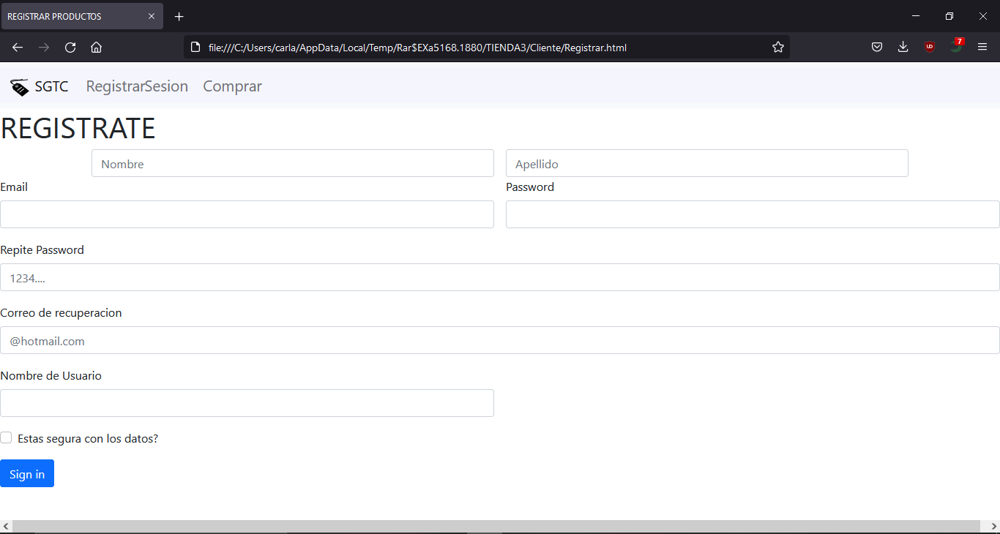 REGISTRAR PRODUCTOS
file:///C:/Users/carla/AppData/Local/Temp/Rar$EXa5168.1880/TIENDA3/Cliente/Registrar.html
7
SGTC RegistrarSesion Comprar
REGISTRATE
Nombre Apellido
Email Password
Repite Password
1234....
Correo de recuperacion
@hotmail.com
Nombre de Usuario
Estas segura con los datos?
Sign in